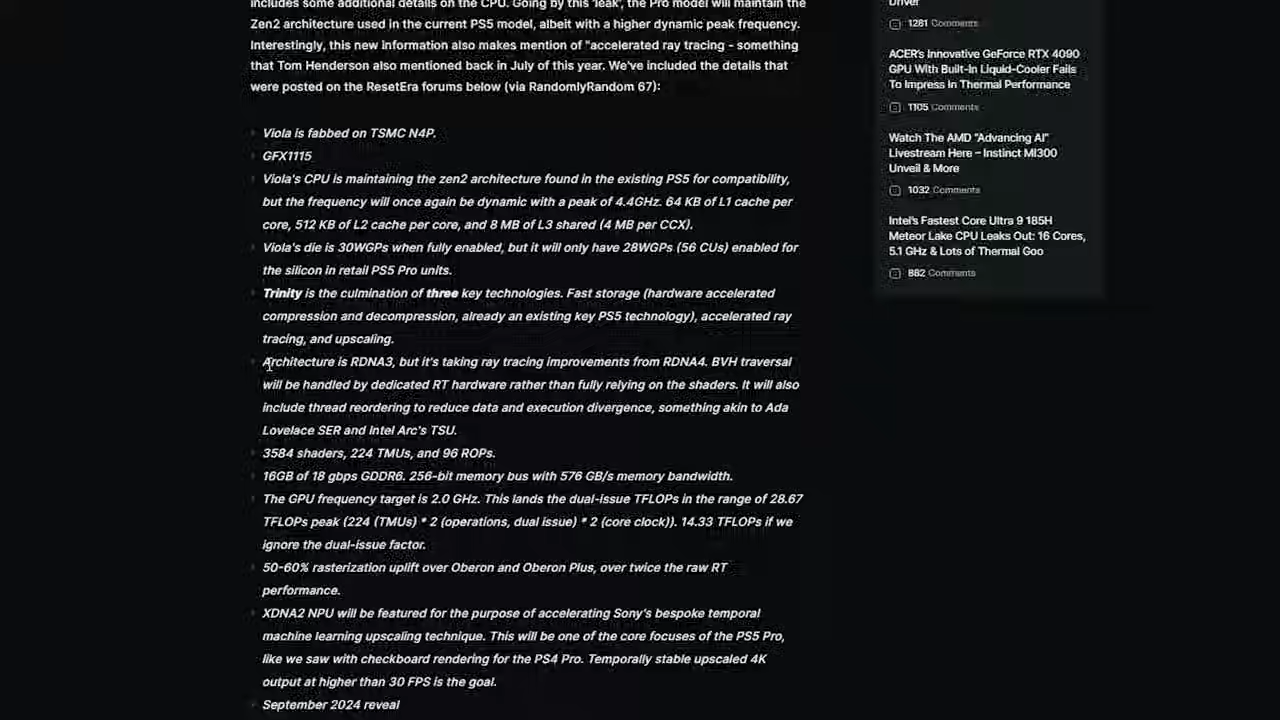 includes some additional details on the CPU. Going by this 'leak', the Pro model will maintain the
Zen2 architecture used in the current PS5 model, albeit with a higher dynamic peak frequency.
Interestingly, this new information also makes mention of "accelerated ray tracing - something
that Tom Henderson also mentioned back in July of this year. We've included the details that
were posted on the ResetEra forums below (via RandomlyRandom 67):
Viola is fabbed on TSMC N4P.
GFX1115
Viola's CPU is maintaining the zen2 architecture found in the existing PS5 for compatibility,
but the frequency will once again be dynamic with a peak of 4.4GHz. 64 KB of L1 cache per
core, 512 KB of L2 cache per core, and 8 MB of L3 shared (4 MB per CCX).
Viola's die is 30WGPs when fully enabled, but it will only have 28WGPs (56 CUs) enabled for
the silicon in retail PS5 Pro units.
Trinity is the culmination of three key technologies. Fast storage (hardware accelerated
compression and decompression, already an existing key PS5 technology), accelerated ray
tracing, and upscaling.
Architecture is RDNA3, but it's taking ray tracing improvements from RDNA4. BVH traversal
will be handled by dedicated RT hardware rather than fully relying on the shaders. It will also
include thread reordering to reduce data and execution divergence, something akin to Ada
Lovelace SER and Intel Arc's TSU.
3584 shaders, 224 TMUs, and 96 ROPs.
16GB of 18 gbps GDDR6. 256-bit memory bus with 576 GB/s memory bandwidth.
The GPU frequency target is 2.0 GHz. This lands the dual-issue TFLOPs in the range of 28.67
TFLOPs peak (224 (TMUs) * 2 (operations, dual issue) * 2 (core clock)). 14.33 TFLOPs if we
ignore the dual-issue factor.
50-60% rasterization uplift over Oberon and Oberon Plus, over twice the raw RT
performance.
XDNA2 NPU will be featured for the purpose of accelerating Sony's bespoke temporal
machine learning upscaling technique. This will be one of the core focuses of the PS5 Pro,
like we saw with checkboard rendering for the PS4 Pro. Temporally stable upscaled 4K
output at higher than 30 FPS is the goal.
September 2024 reveal
Driver
1281 Comments
ACER's Innovative GeForce RTX 4090
GPU With Built-In Liquid-Cooler Fails
To Impress In Thermal Performance
1105 Comments
Watch The AMD "Advancing AI"
Livestream Here – Instinct MI300
Unveil & More
1032 Comments
Intel's Fastest Core Ultra 9 185H
Meteor Lake CPU Leaks Out: 16 Cores,
5.1 GHz & Lots of Thermal Goo
882 Comments